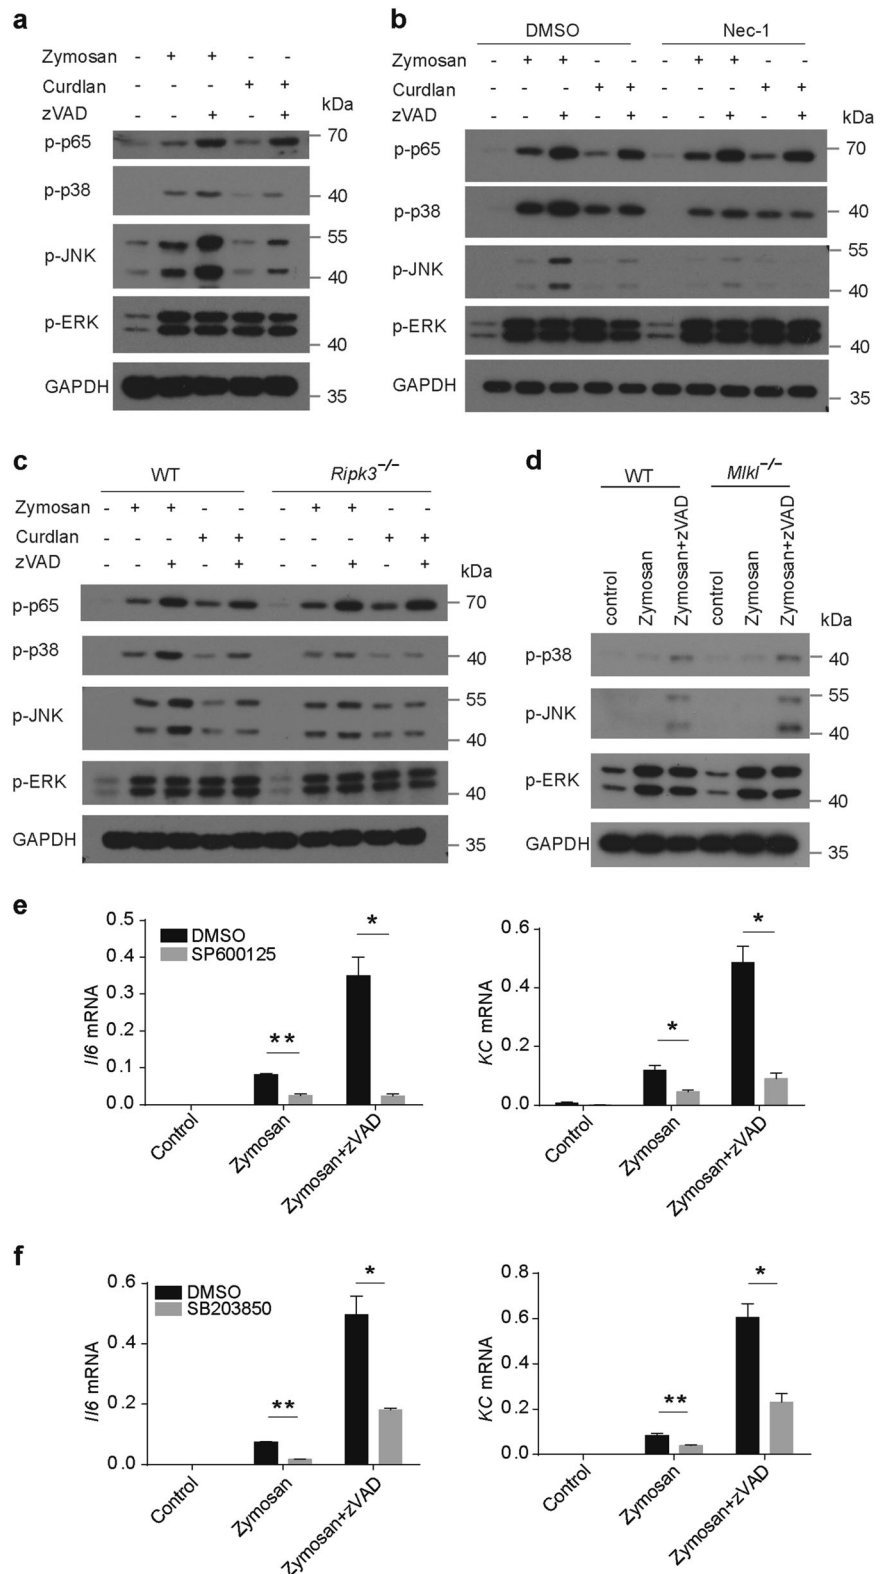 a
Zymosan - + + - -
Curdlan - - - + +
zVAD - - + - +
kDa
p-p65
70
p-p38
40
p-JNK
55
40
p-ERK
40
GAPDH
35
b
DMSO Nec-1
Zymosan - + + - - - + + - -
Curdlan - - - + + - - - + +
zVAD - - + - + - - + - +
kDa
p-p65
70
p-p38
40
p-JNK
55
40
p-ERK
40
GAPDH
35
c
WT Ripk3−/−
Zymosan - + + - - - + + - -
Curdlan - - - + + - - - + +
zVAD - - + - + - - + - +
kDa
p-p65
70
p-p38
40
p-JNK
55
40
p-ERK
40
GAPDH
35
d
WT Mlkl−/−
control
Zymosan
Zymosan+zVAD
control
Zymosan
Zymosan+zVAD
kDa
p-p38
40
p-JNK
55
40
p-ERK
40
GAPDH
35
e
DMSO
SP600125
Il6 mRNA
0.5
0.4
0.3
0.2
0.1
0.0
**
*
Control
Zymosan
Zymosan+zVAD
KC mRNA
0.6
0.4
0.2
0.0
*
*
Control
Zymosan
Zymosan+zVAD
f
DMSO
SB203850
Il6 mRNA
0.6
0.4
0.2
0.0
**
*
Control
Zymosan
Zymosan+zVAD
KC mRNA
0.8
0.6
0.4
0.2
0.0
**
*
Control
Zymosan
Zymosan+zVAD